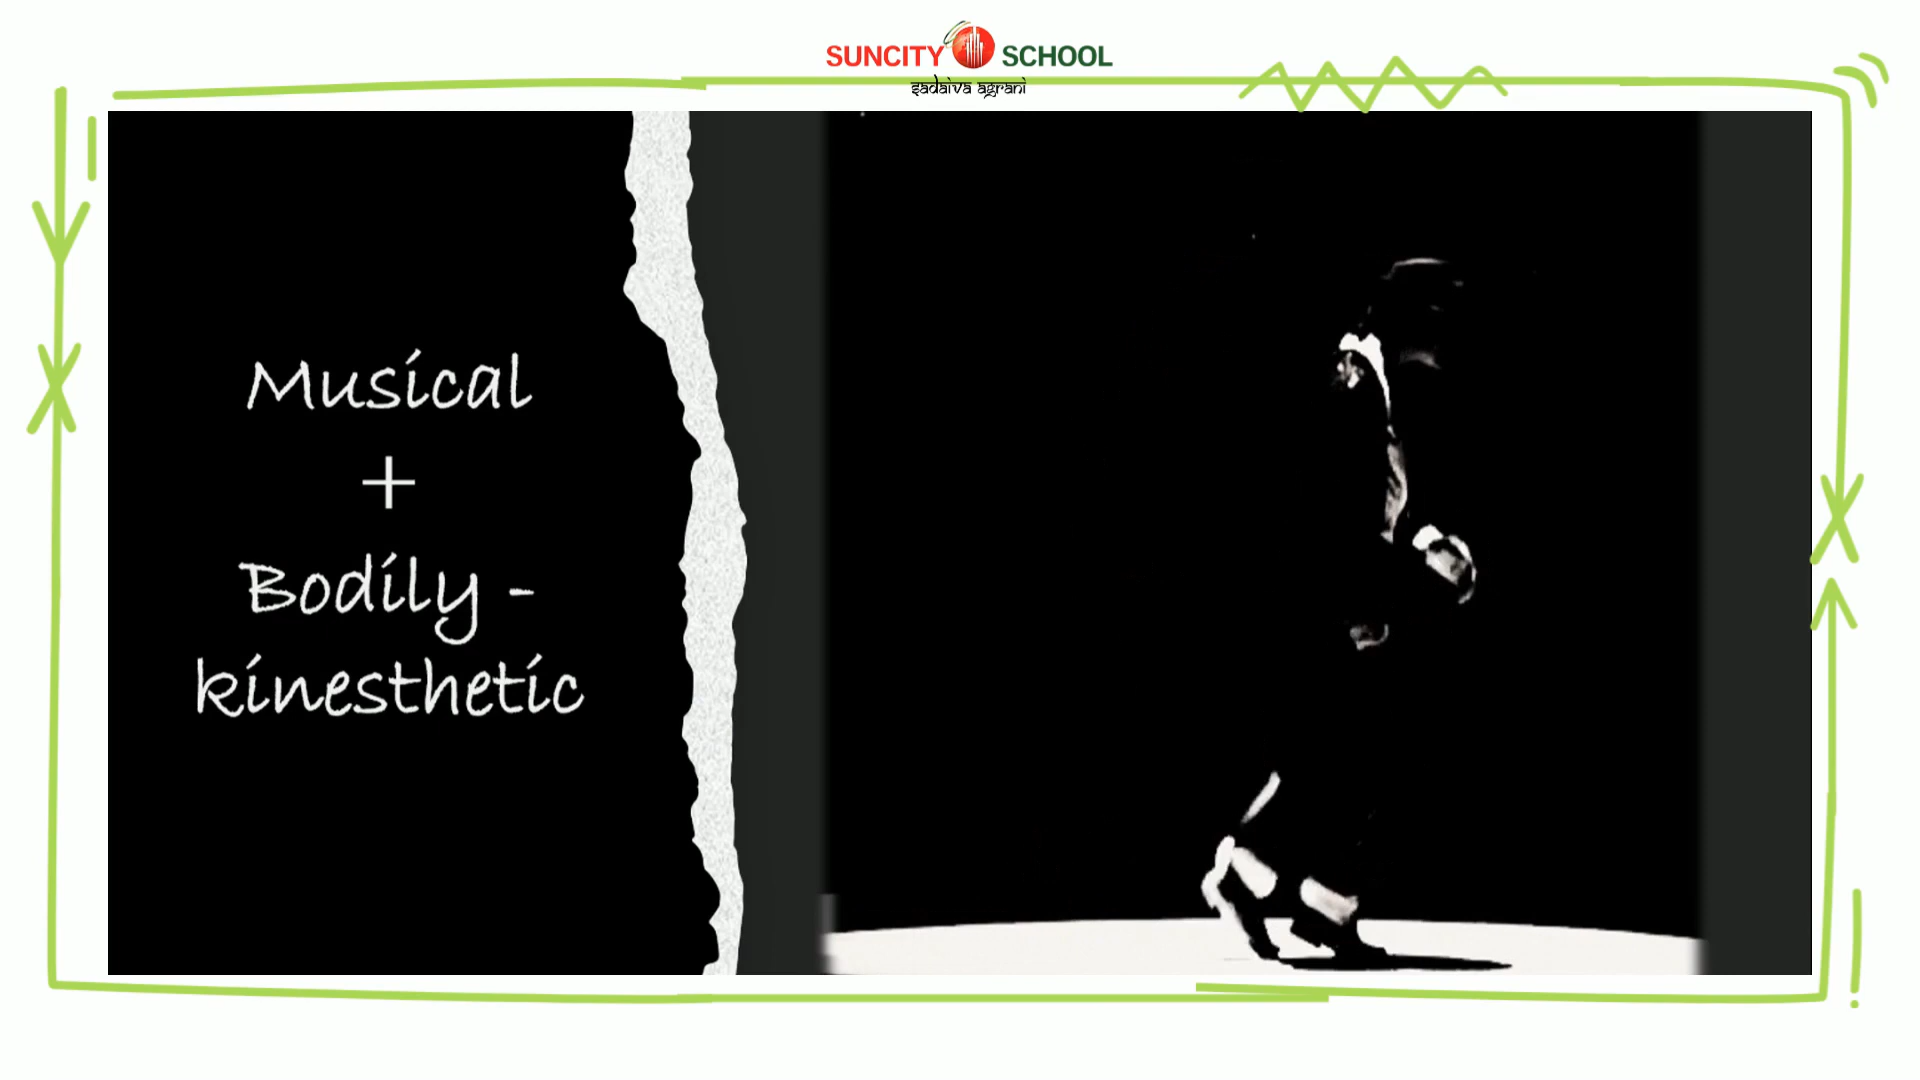 SUNCITY SCHOOL
sadaiva agrani
Musical
+
Bodily -
kinesthetic